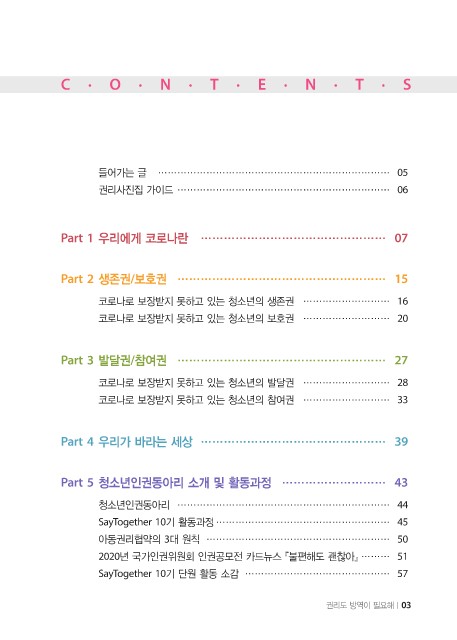 C · O · N · T · E · N · T · S
들어가는 글 ······ 05
권리사진집 가이드 ······ 06
Part 1 우리에게 코로나란 ······ 07
Part 2 생존권/보호권 ······ 15
코로나로 보장받지 못하고 있는 청소년의 생존권 ······ 16
코로나로 보장받지 못하고 있는 청소년의 보호권 ······ 20
Part 3 발달권/참여권 ······ 27
코로나로 보장받지 못하고 있는 청소년의 발달권 ······ 28
코로나로 보장받지 못하고 있는 청소년의 참여권 ······ 33
Part 4 우리가 바라는 세상 ······ 39
Part 5 청소년인권동아리 소개 및 활동과정 ······ 43
청소년인권동아리 ······ 44
SayTogether 10기 활동과정 ······ 45
아동권리협약의 3대 원칙 ······ 50
2020년 국가인권위원회 인권공모전 카드뉴스 『불편해도 괜찮아』 ······ 51
SayTogether 10기 단원 활동 소감 ······ 57
권리도 방역이 필요해 | 03